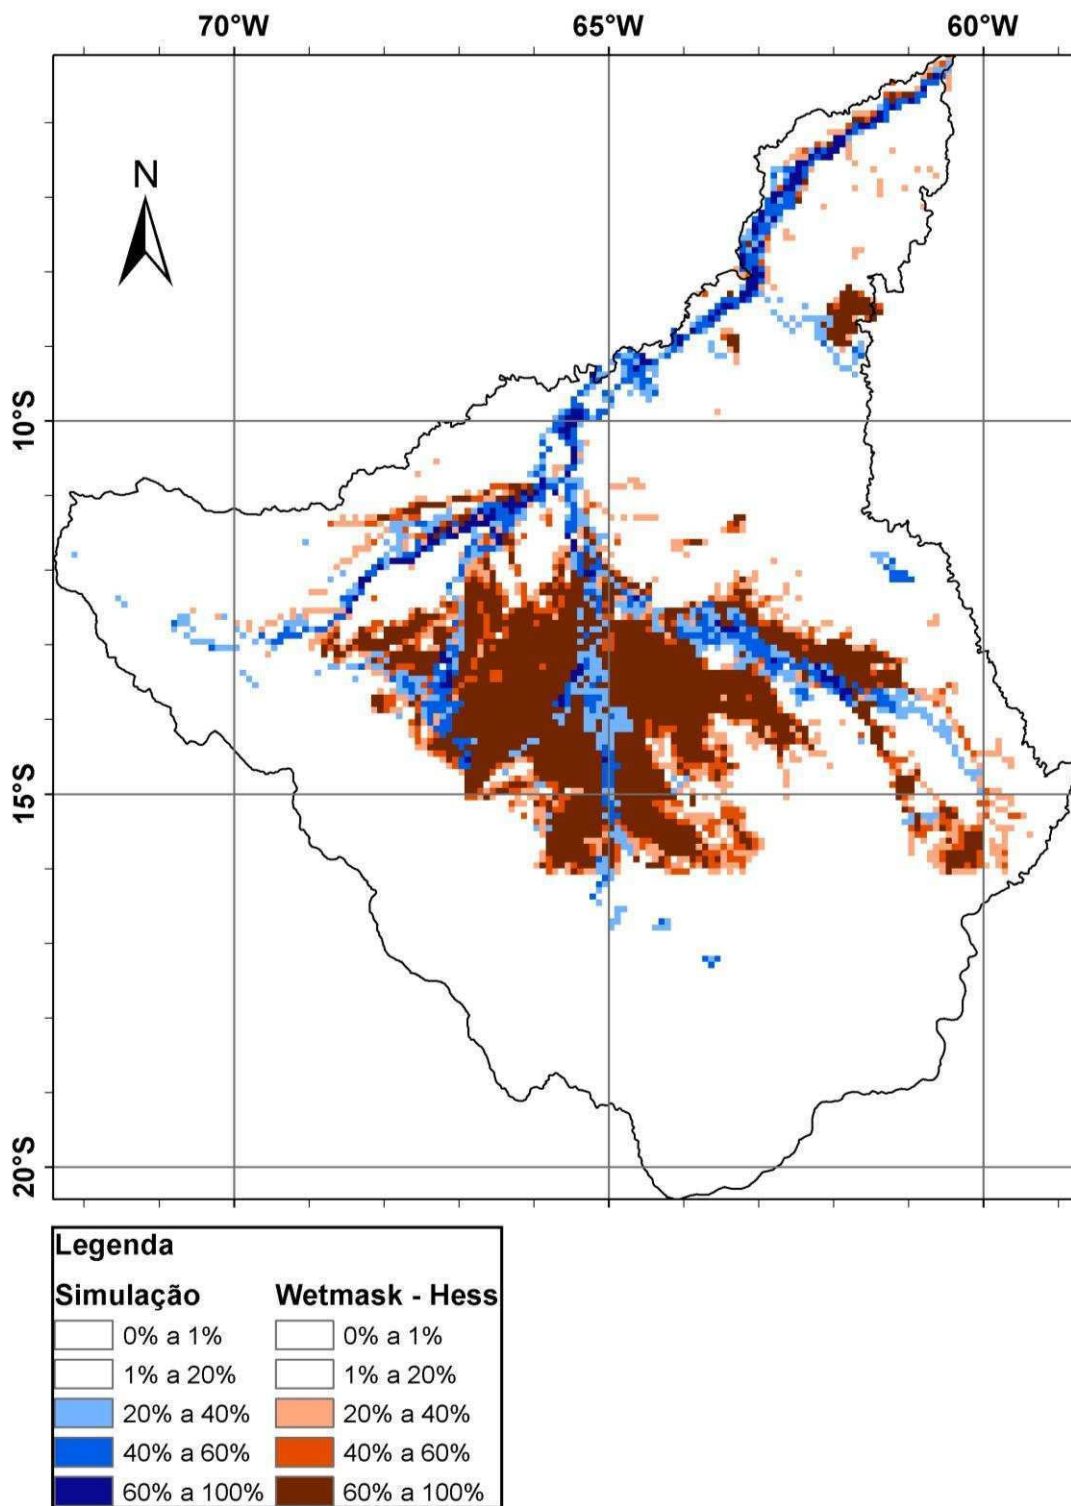 70°W 65°W 60°W
N
10°S
15°S
20°S
Legenda
Simulação Wetmask - Hess
0% a 1% 0% a 1%
1% a 20% 1% a 20%
20% a 40% 20% a 40%
40% a 60% 40% a 60%
60% a 100% 60% a 100%